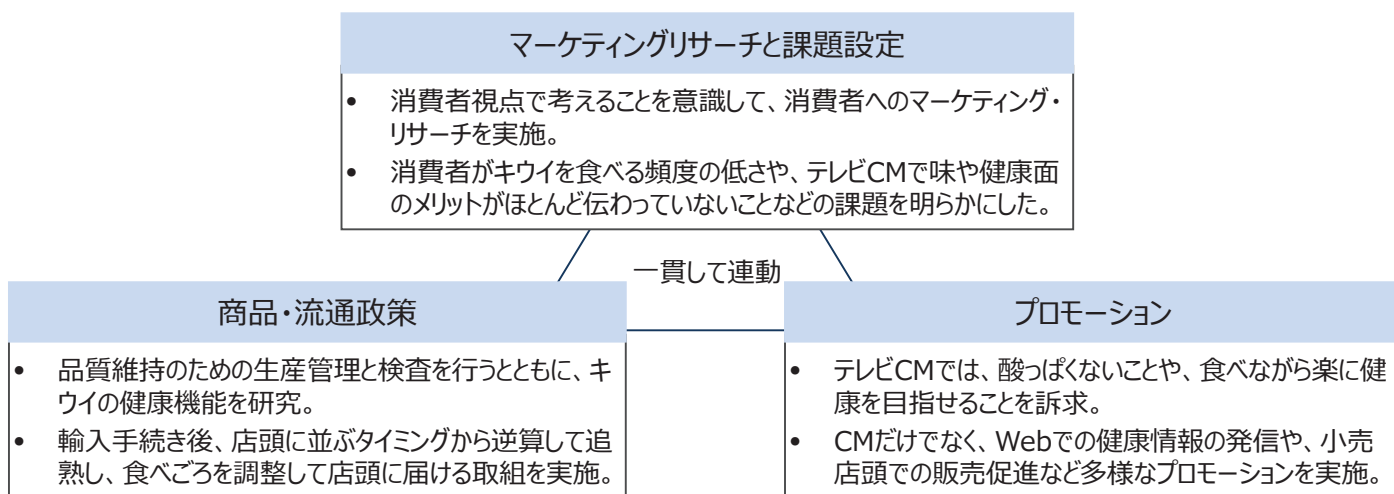 マーケティングリサーチと課題設定
• 消費者視点で考えることを意識して、消費者へのマーケティング・
リサーチを実施。
• 消費者がキウイを食べる頻度の低さや、テレビCMで味や健康面
のメリットがほとんど伝わっていないことなどの課題を明らかにした。
一貫して連動
商品・流通政策
• 品質維持のための生産管理と検査を行うとともに、キ
ウイの健康機能を研究。
• 輸入手続き後、店頭に並ぶタイミングから逆算して追
熟し、食べごろを調整して店頭に届ける取組を実施。
プロモーション
• テレビCMでは、酸っぱくないことや、食べながら楽に健
康を目指せることを訴求。
• CMだけでなく、Webでの健康情報の発信や、小売
店頭での販売促進など多様なプロモーションを実施。